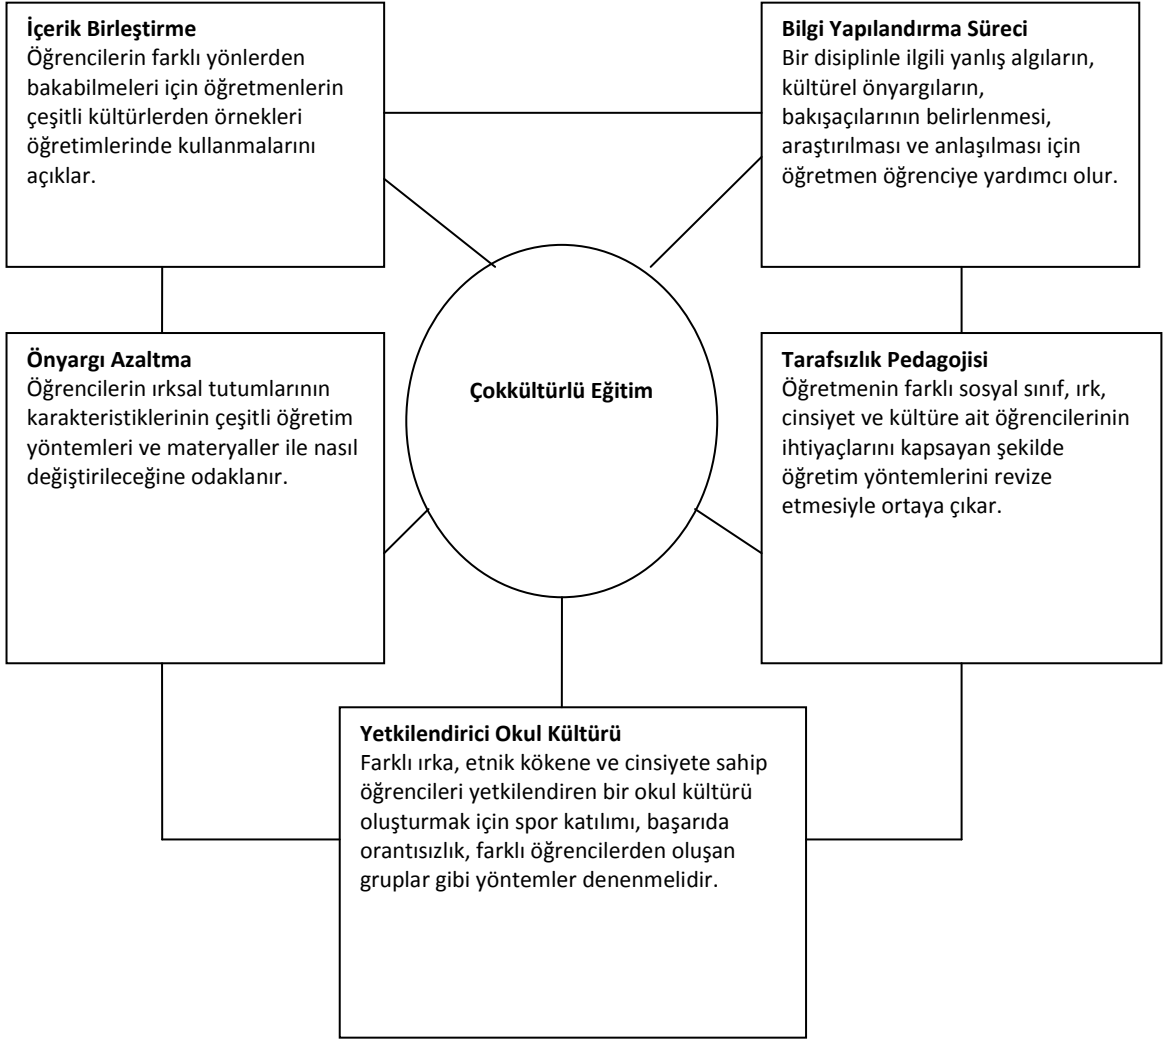 İçerik Birleştirme
Öğrencilerin farklı yönlerden
bakabilmeleri için öğretmenlerin
çeşitli kültürlerden örnekleri
öğretimlerinde kullanmalarını
açıklar.
Bilgi Yapılandırma Süreci
Bir disiplinle ilgili yanlış algıların,
kültürel önyargıların,
bakışaçılarının belirlenmesi,
araştırılması ve anlaşılması için
öğretmen öğrenciye yardımcı olur.
Önyargı Azaltma
Öğrencilerin ırksal tutumlarının
karakteristiklerinin çeşitli öğretim
yöntemleri ve materyaller ile nasıl
değiştirileceğine odaklanır.
Çokkültürlü Eğitim
Tarafsızlık Pedagojisi
Öğretmenin farklı sosyal sınıf, ırk,
cinsiyet ve kültüre ait öğrencilerinin
ihtiyaçlarını kapsayan şekilde
öğretim yöntemlerini revize
etmesiyle ortaya çıkar.
Yetkilendirici Okul Kültürü
Farklı ırka, etnik kökene ve cinsiyete sahip
öğrencileri yetkilendiren bir okul kültürü
oluşturmak için spor katılımı, başarıda
orantısızlık, farklı öğrencilerden oluşan
gruplar gibi yöntemler denenmelidir.